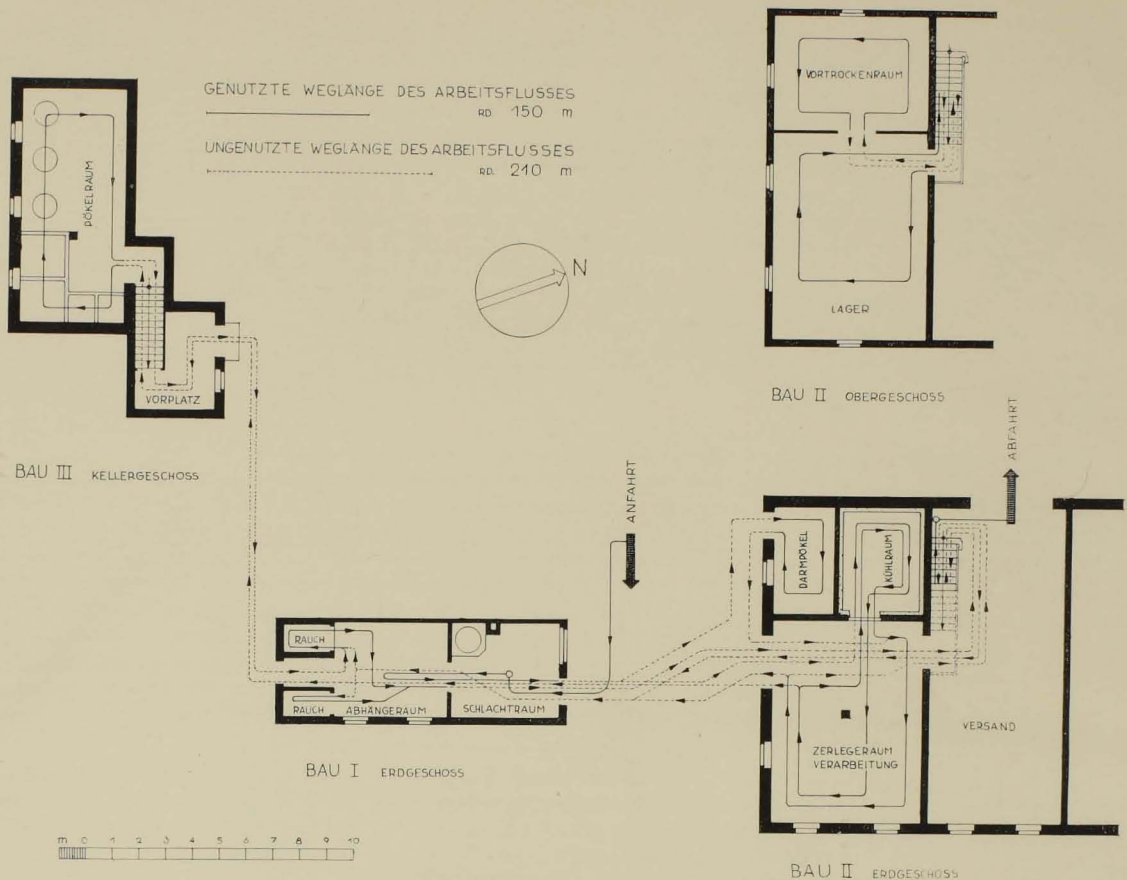 GENUTZTE WEGLÄNGE DES ARBEITSFLUSSES
RD. 150 m
UNGENUTZTE WEGLÄNGE DES ARBEITSFLUSSES
RD. 210 m
N
PÖKELRAUM
VORPLATZ
BAU III KELLERGESCHOSS
VORTROCKENRAUM
LAGER
BAU II OBERGESCHOSS
ANFAHRT
ABFAHRT
RAUCH
RAUCH
ABHÄNGERAUM
SCHLACHTRAUM
BAU I ERDGESCHOSS
DARMPÖKEL
KÜHLRAUM
ZERLEGERAUM
VERARBEITUNG
VERSAND
BAU II ERDGESCHOSS
m 0 1 2 3 4 5 6 7 8 9 10